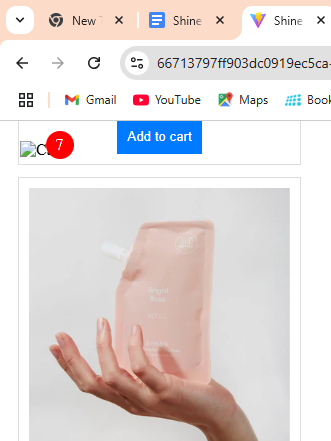 New
Shine
Shine
66713797ff903dc0919ec5ca-
Gmail
YouTube
Maps
Book
Add to cart
7
Bright
Rose